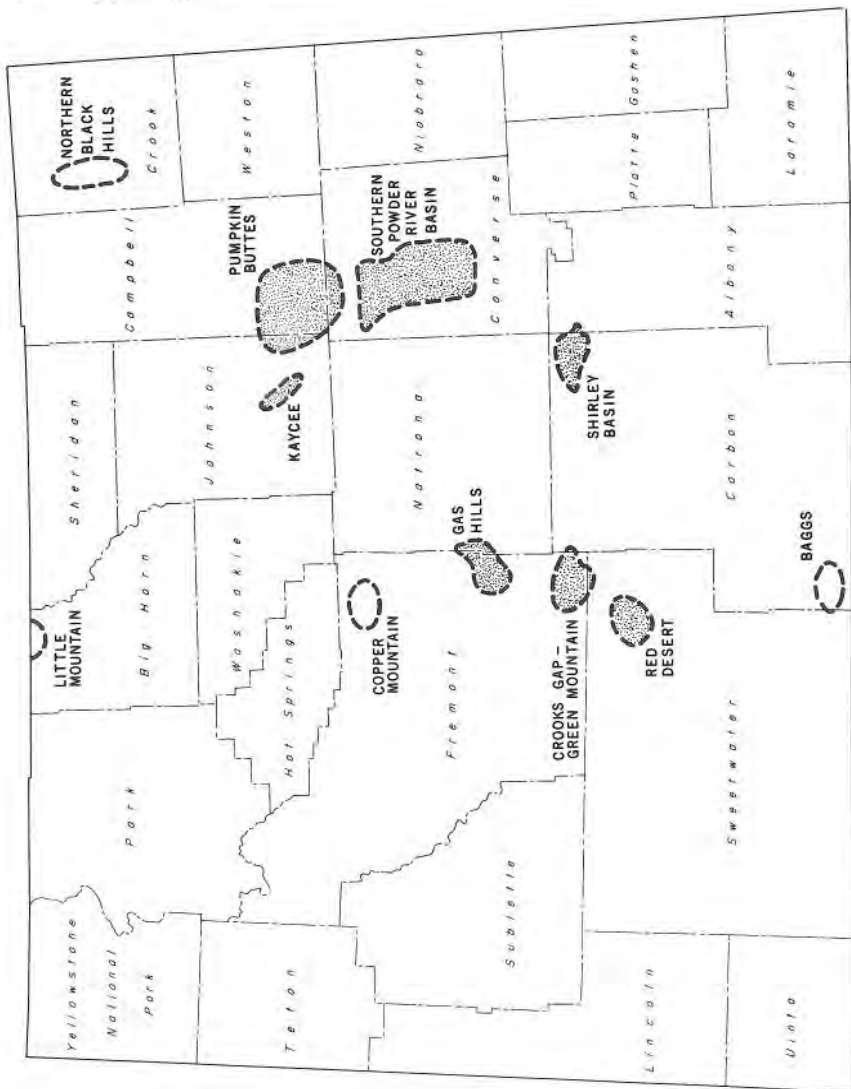 Yellowstone
National
Park
Park
LITTLE
MOUNTAIN
Big Horn
Sheridan
Campbell
NORTHERN
BLACK
HILLS
Crook
Teton
Hot Springs
Washakie
Johnson
KAYCEE
PUMPKIN
BUTTES
Weston
Sublette
Fremont
COPPER
MOUNTAIN
GAS
HILLS
Natrona
SOUTHERN
POWDER
RIVER
BASIN
Converse
Niobrara
CROOKS GAP-
GREEN MOUNTAIN
RED
DESERT
SHIRLEY
BASIN
Platte
Goshen
Lincoln
Uinta
Sweetwater
BAGGS
Carbon
Albany
Laramie